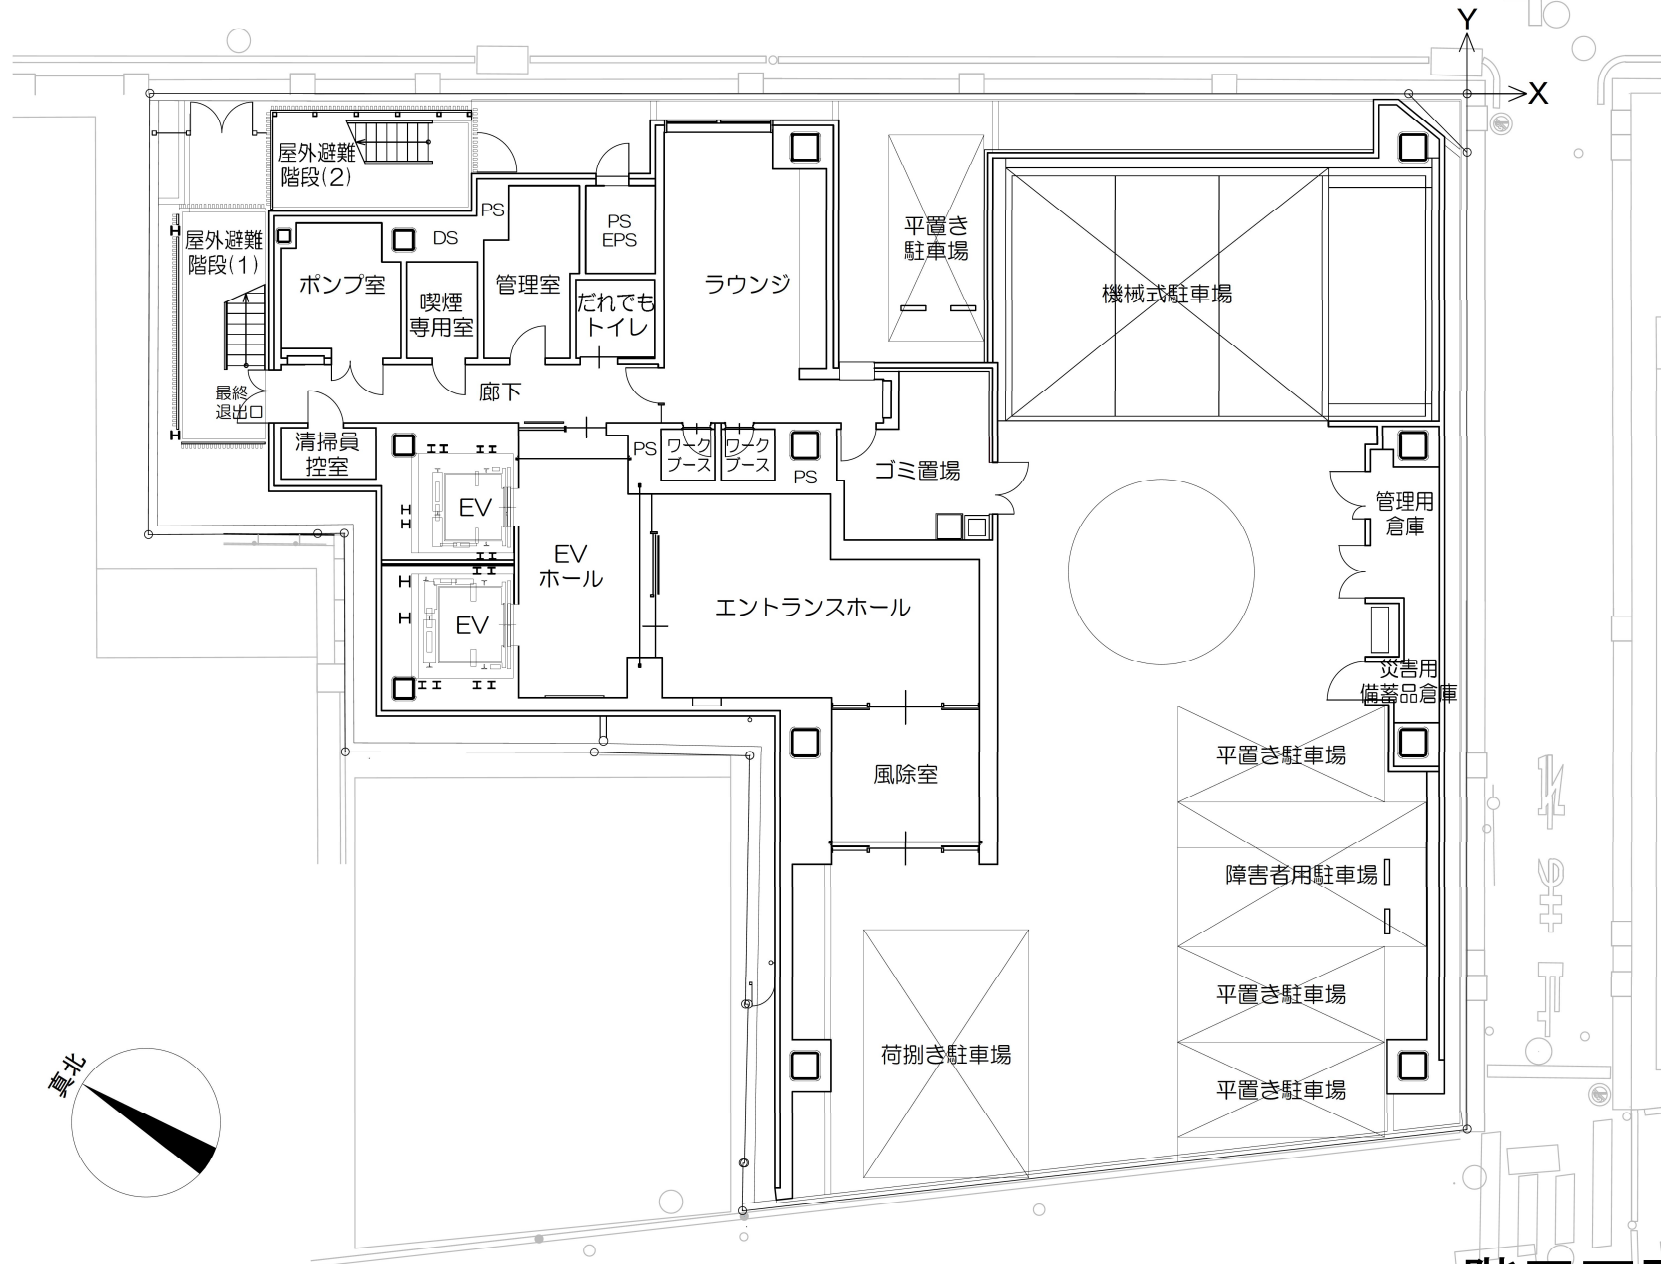 Y
X
屋外避難
階段(2)
PS
PS
EPS
DS
屋外避難
階段(1)
平置き
駐車場
ポンプ室
喫煙
専用室
管理室
だれでも
トイレ
ラウンジ
機械式駐車場
最終
退出口
廊下
清掃員
控室
PS
ワーク
ブース
ワーク
ブース
PS
ゴミ置場
管理用
倉庫
EV
EV
ホール
EV
エントランスホール
災害用
備蓄品倉庫
平置き駐車場
風除室
障害者用駐車場
平置き駐車場
荷捌き駐車場
平置き駐車場
真北